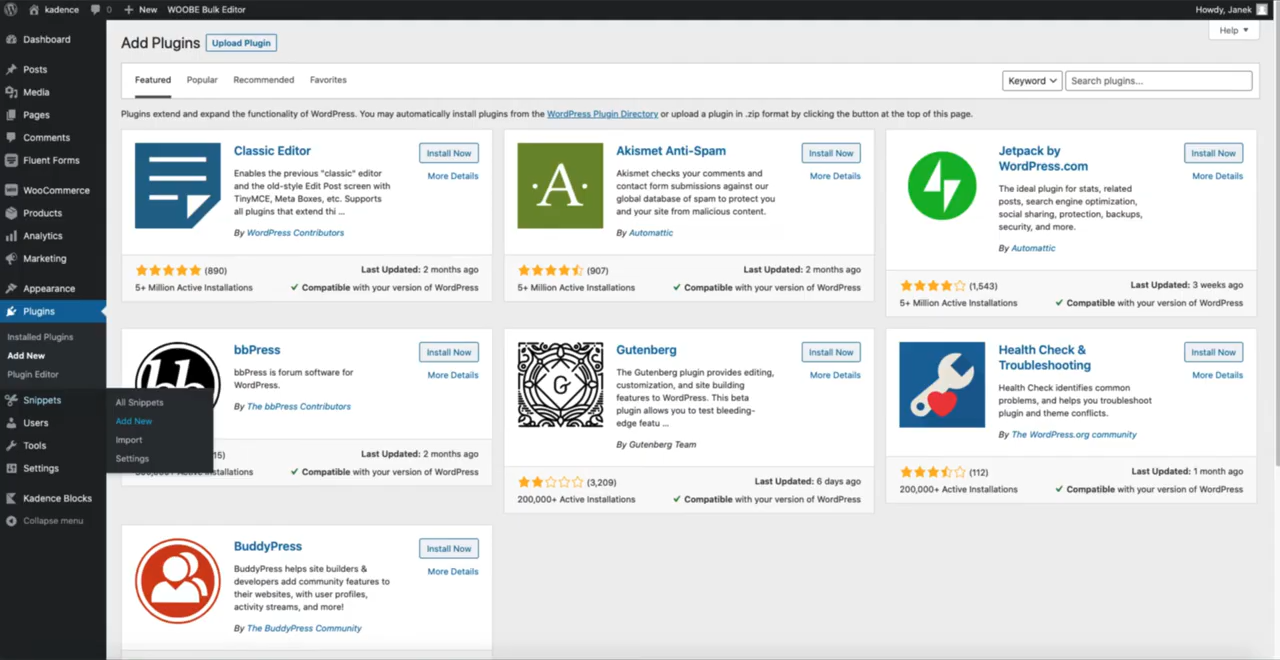 kadence 0 New WOOBE Bulk Editor Howdy, Janek
Help
Dashboard
Posts
Media
Pages
Comments
Fluent Forms
WooCommerce
Products
Analytics
Marketing
Appearance
Plugins
Installed Plugins
Add New
Plugin Editor
Snippets
Users
Tools
Settings
Kadence Blocks
Collapse menu
All Snippets
Add New
Import
Settings
Add Plugins Upload Plugin
Featured Popular Recommended Favorites Keyword Search plugins...
Plugins extend and expand the functionality of WordPress. You may automatically install plugins from the WordPress Plugin Directory or upload a plugin in .zip format by clicking the button at the top of this page.
Classic Editor
Install Now
More Details
Enables the previous "classic" editor
and the old-style Edit Post screen with
TinyMCE, Meta Boxes, etc. Supports
all plugins that extend thi ...
By WordPress Contributors
(890) Last Updated: 2 months ago
5+ Million Active Installations Compatible with your version of WordPress
A
Akismet Anti-Spam
Install Now
More Details
Akismet checks your comments and
contact form submissions against our
global database of spam to protect you
and your site from malicious content.
By Automattic
(907) Last Updated: 2 months ago
5+ Million Active Installations Compatible with your version of WordPress
Jetpack by
WordPress.com
Install Now
More Details
The ideal plugin for stats, related
posts, search engine optimization,
social sharing, protection, backups,
security, and more.
By Automattic
(1,543) Last Updated: 3 weeks ago
5+ Million Active Installations Compatible with your version of WordPress
bb
bbPress
Install Now
More Details
bbPress is forum software for
WordPress.
By The bbPress Contributors
15) Last Updated: 2 months ago
Compatible with your version of WordPress
G
Gutenberg
Install Now
More Details
The Gutenberg plugin provides editing,
customization, and site building
features to WordPress. This beta
plugin allows you to test bleeding-
edge featu ...
By Gutenberg Team
(3,209) Last Updated: 6 days ago
200,000+ Active Installations Compatible with your version of WordPress
Health Check &
Troubleshooting
Install Now
More Details
Health Check identifies common
problems, and helps you troubleshoot
plugin and theme conflicts.
By The WordPress.org community
(112) Last Updated: 1 month ago
200,000+ Active Installations Compatible with your version of WordPress
BuddyPress
Install Now
More Details
BuddyPress helps site builders &
developers add community features to
their websites, with user profiles,
activity streams, and more!
By The BuddyPress Community